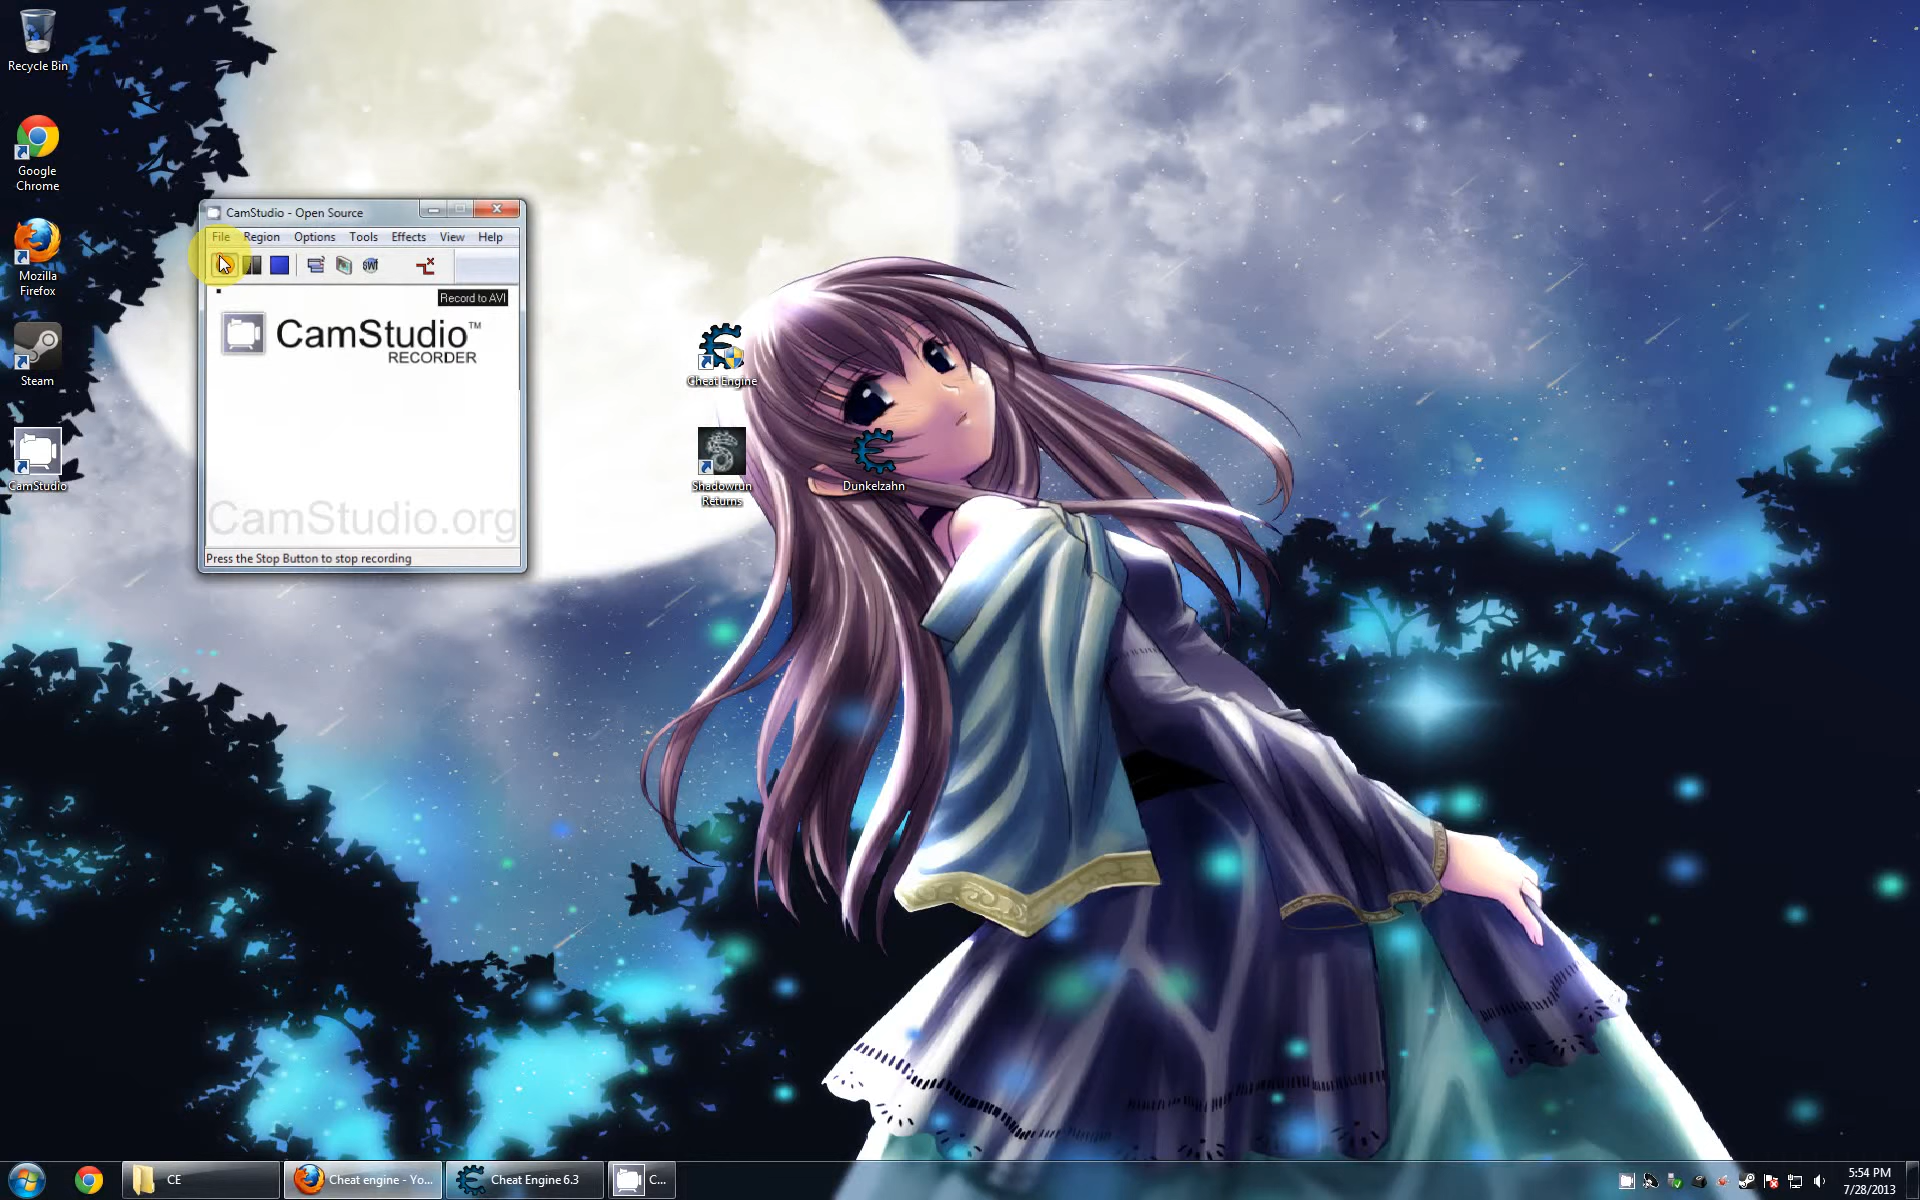 Recycle Bin
Google
Chrome
Mozilla
Firefox
Steam
CamStudio
CamStudio - Open Source
File Region Options Tools Effects View Help
Record to AVI
CamStudio™
RECORDER
CamStudio.org
Press the Stop Button to stop recording
Cheat Engine
Shadowrun
Returns
Dunkelzahn
CE
Cheat engine - Yo...
Cheat Engine 6.3
C...
5:54 PM
7/28/2013